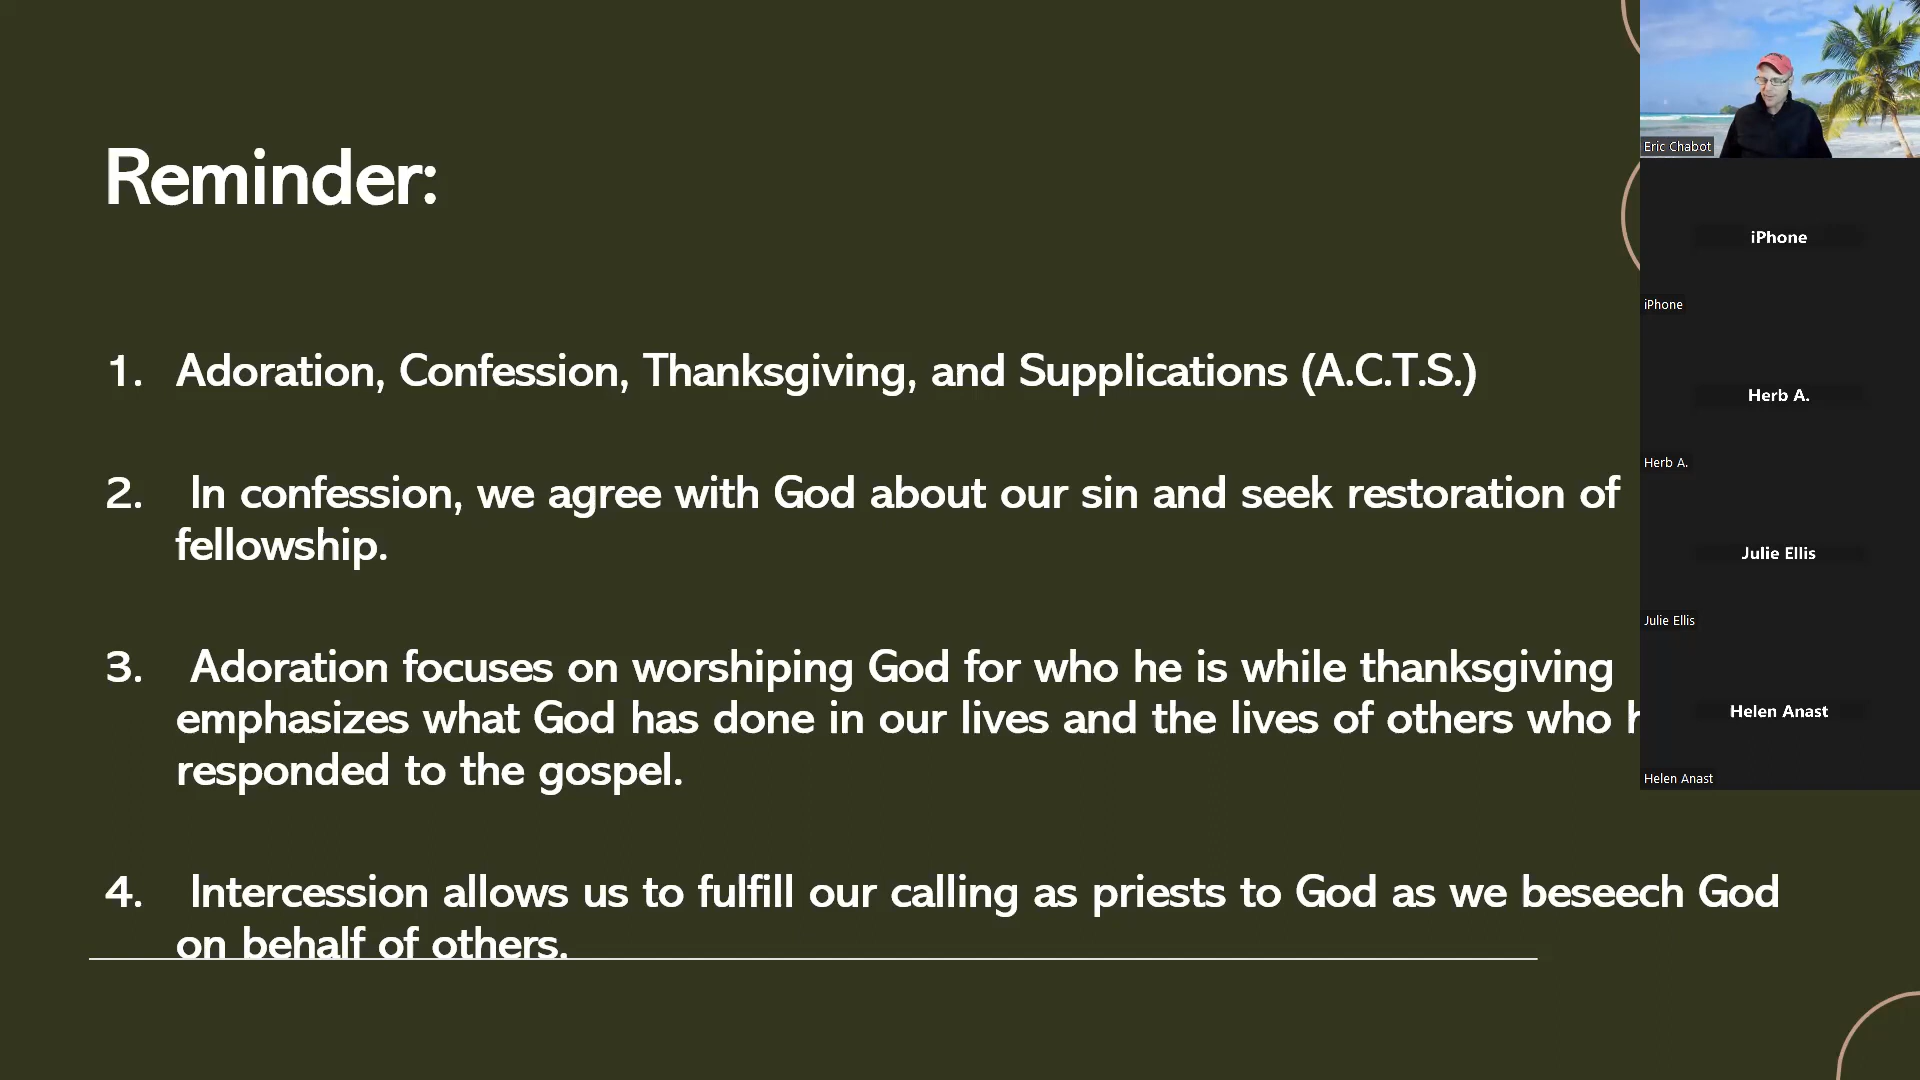 Reminder:
1. Adoration, Confession, Thanksgiving, and Supplications (A.C.T.S.)
2. In confession, we agree with God about our sin and seek restoration of
fellowship.
3. Adoration focuses on worshiping God for who he is while thanksgiving
emphasizes what God has done in our lives and the lives of others who
responded to the gospel.
4. Intercession allows us to fulfill our calling as priests to God as we beseech God
on behalf of others.
Eric Chabot
iPhone
iPhone
Herb A.
Herb A.
Julie Ellis
Julie Ellis
Helen Anast
Helen Anast